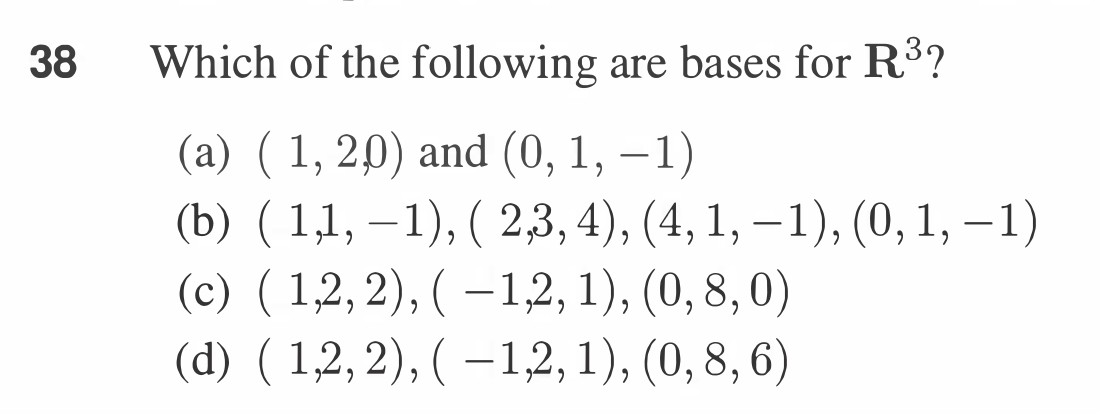 38 Which of the following are bases for R³?
(a) ( 1, 2,0) and (0, 1, −1)
(b) ( 1,1, −1), ( 2,3, 4), (4, 1, −1), (0, 1, −1)
(c) ( 1,2, 2), ( −1,2, 1), (0, 8, 0)
(d) ( 1,2, 2), ( −1,2, 1), (0, 8, 6)